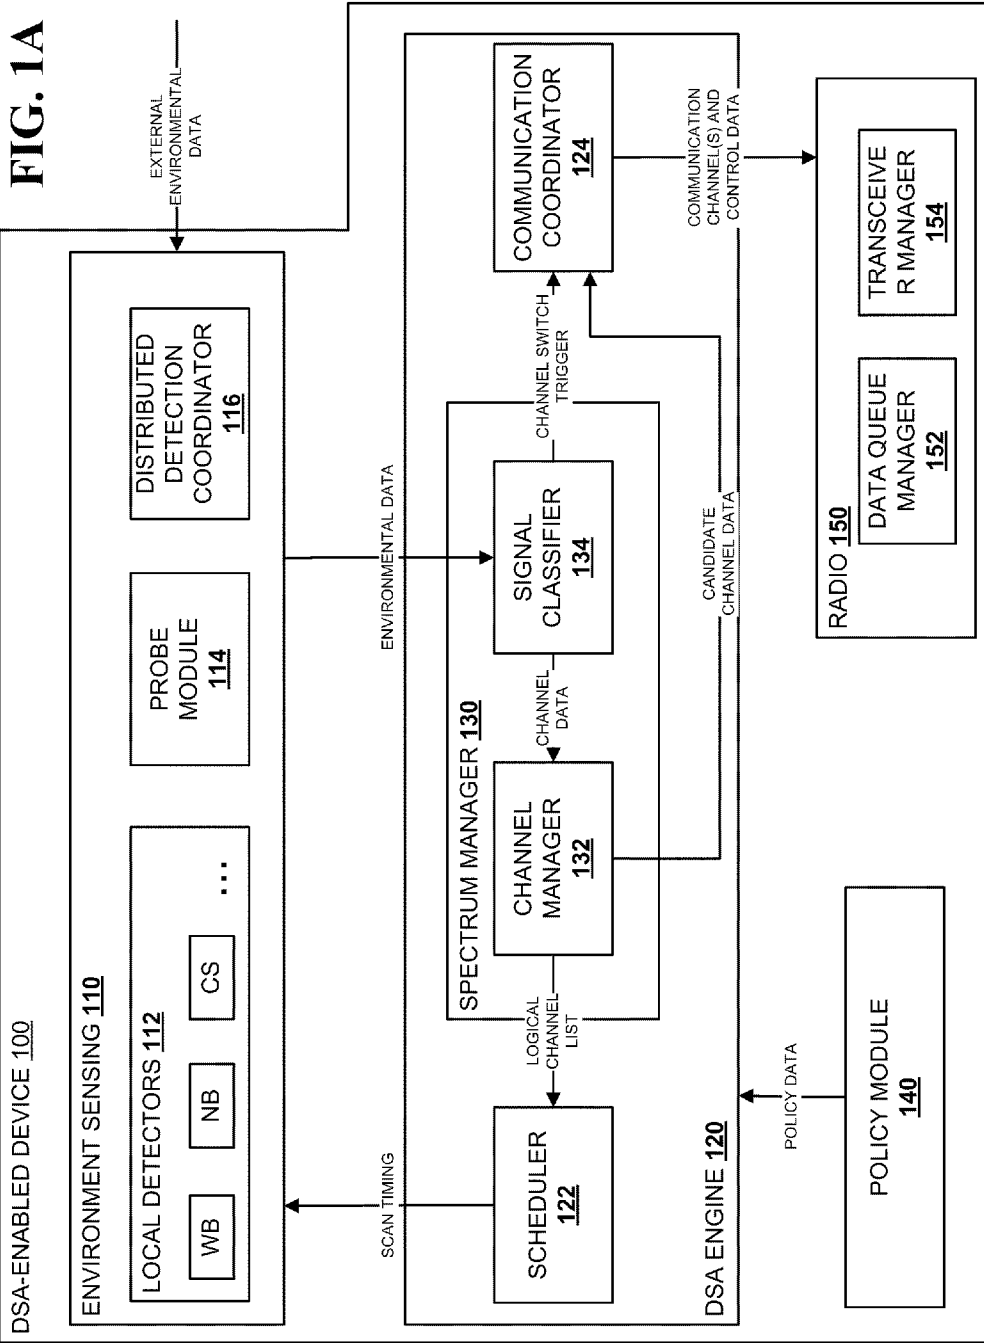 FIG. 1A
DSA-ENABLED DEVICE 100
EXTERNAL
ENVIRONMENTAL
DATA
ENVIRONMENT SENSING 110
LOCAL DETECTORS 112
WB
NB
CS
...
PROBE
MODULE
114
DISTRIBUTED
DETECTION
COORDINATOR
116
SCAN TIMING
ENVIRONMENTAL DATA
SPECTRUM MANAGER 130
SCHEDULER
122
LOGICAL
CHANNEL
LIST
CHANNEL
MANAGER
132
CHANNEL
DATA
SIGNAL
CLASSIFIER
134
CHANNEL SWITCH
TRIGGER
COMMUNICATION
COORDINATOR
124
CANDIDATE
CHANNEL DATA
DSA ENGINE 120
POLICY DATA
COMMUNICATION
CHANNEL(S) AND
CONTROL DATA
POLICY MODULE
140
RADIO 150
DATA QUEUE
MANAGER
152
TRANSCEIVE
R MANAGER
154